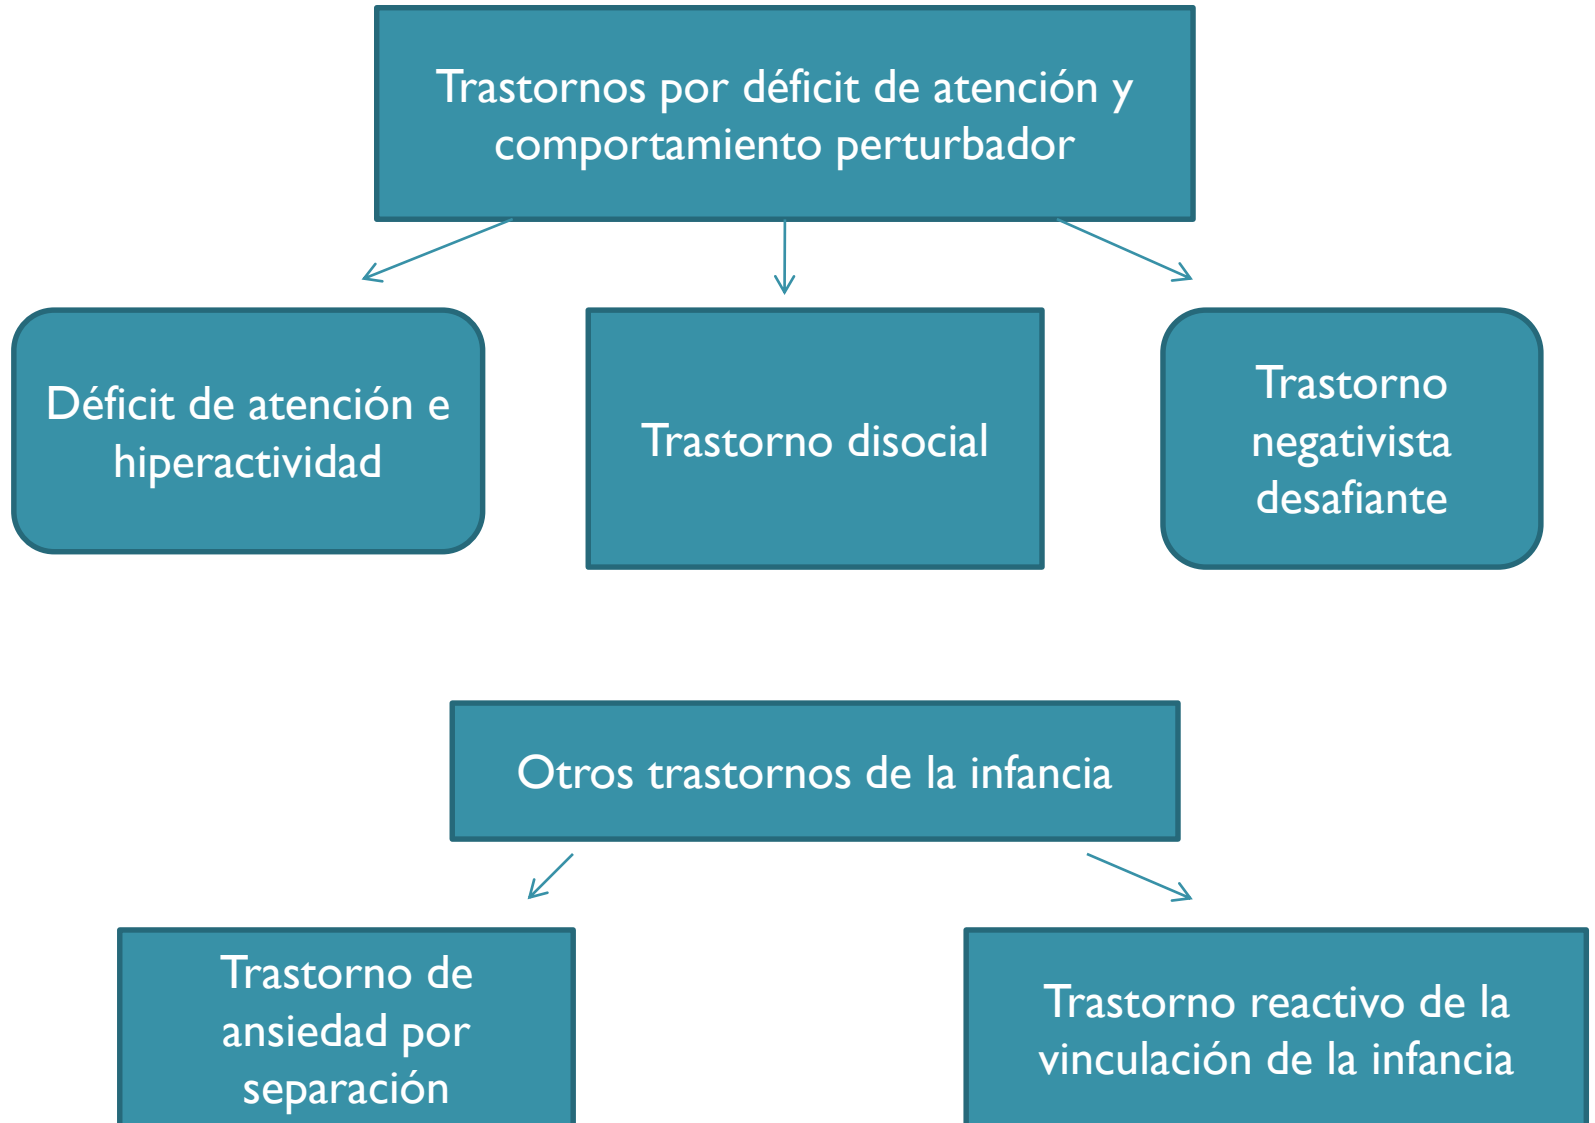 Trastornos por déficit de atención y
comportamiento perturbador
Déficit de atención e
hiperactividad
Trastorno disocial
Trastorno
negativista
desafiante
Otros trastornos de la infancia
Trastorno de
ansiedad por
separación
Trastorno reactivo de la
vinculación de la infancia